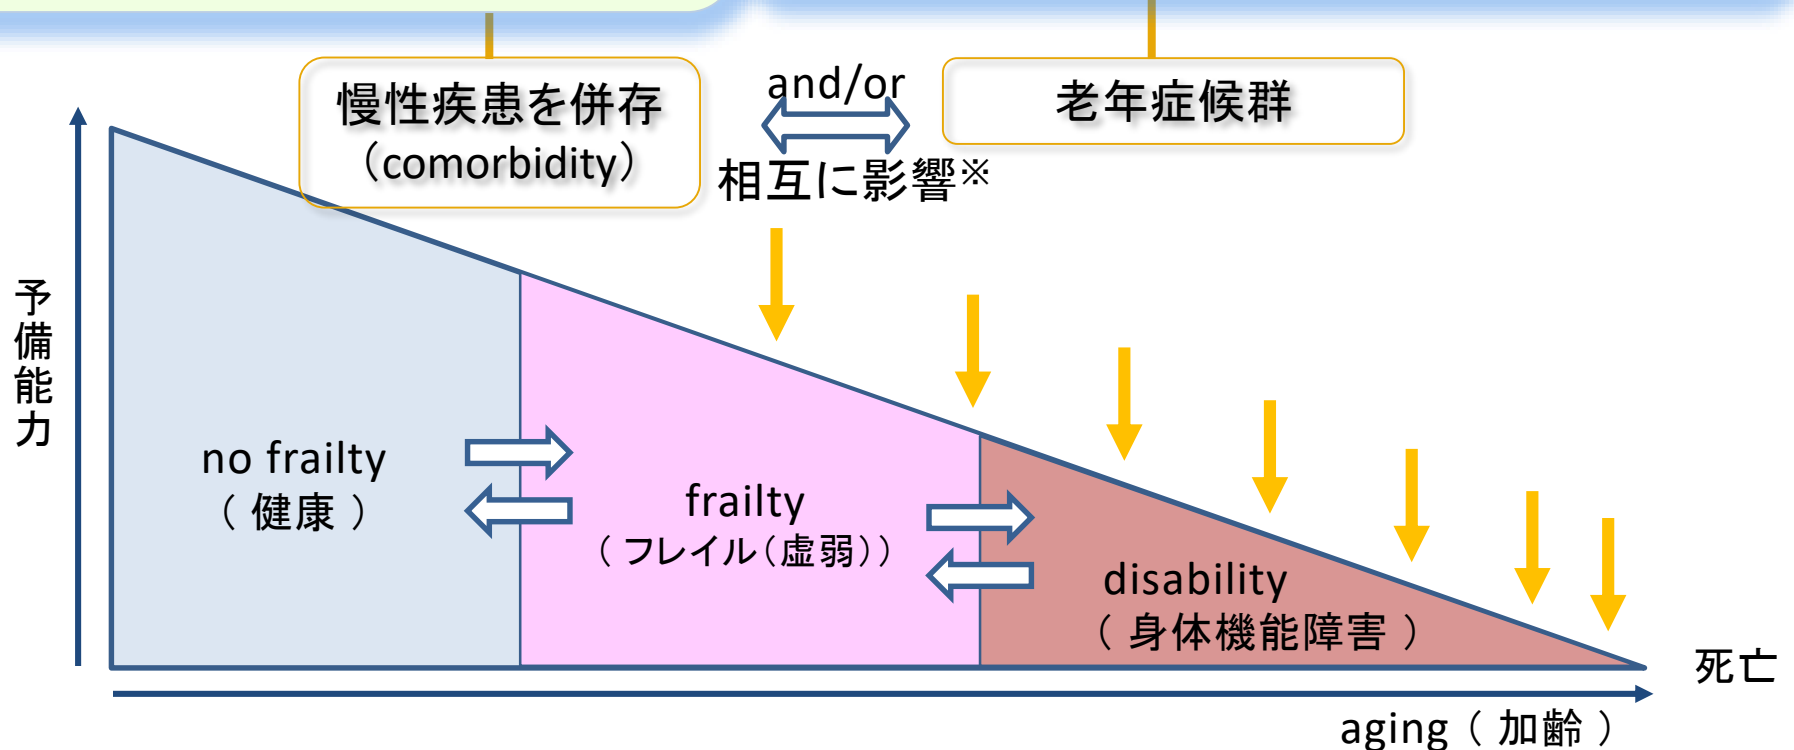 慢性疾患を併存
（comorbidity）
and/or
相互に影響※
老年症候群
予備能力
no frailty
（ 健康 ）
frailty
（ フレイル（虚弱））
disability
（ 身体機能障害 ）
死亡
aging（ 加齢 ）